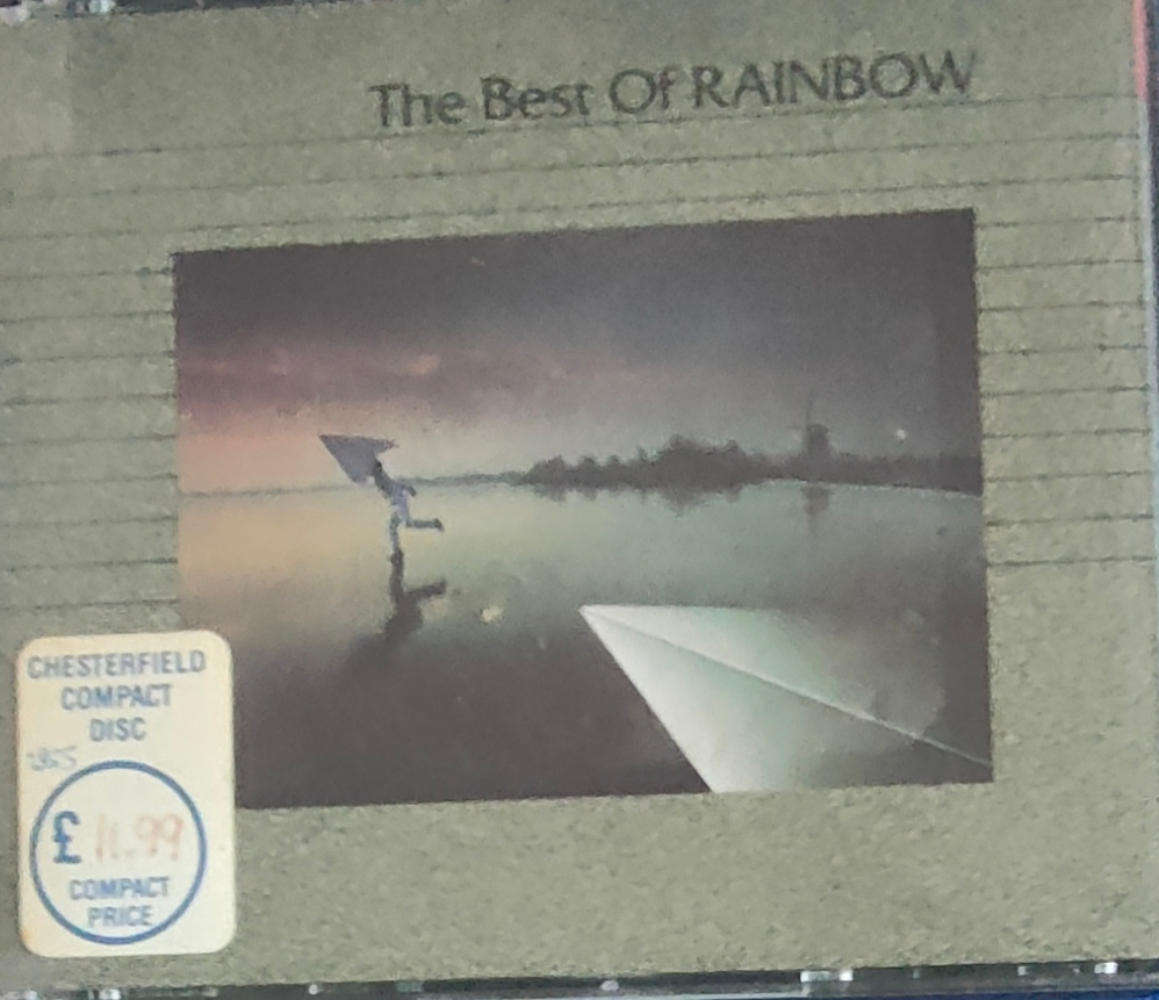 The Best Of RAINBOW
CHESTERFIELD
COMPACT
DISC
£ 11.99
COMPACT
PRICE